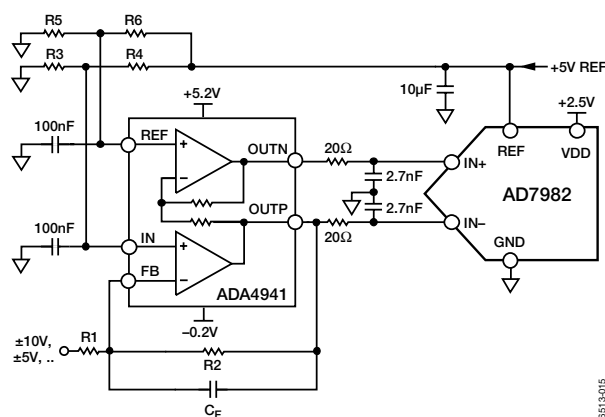 R5
R6
R3
R4
+5V REF
10µF
+5.2V
+2.5V
100nF
REF
OUTN
20Ω
REF
VDD
IN+
2.7nF
OUTP
2.7nF
AD7982
100nF
IN
20Ω
IN–
FB
GND
ADA4941
–0.2V
±10V,
±5V, ..
R1
R2
CF